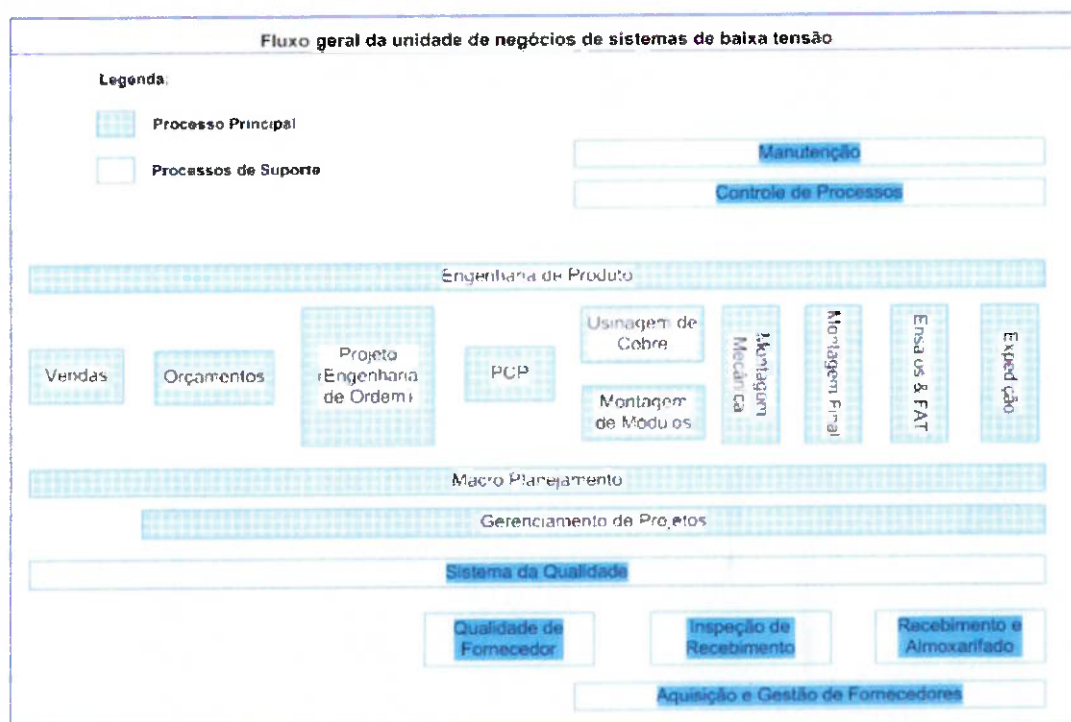 Fluxo geral da unidade de negócios de sistemas de baixa tensão
Legenda:
Processo Principal
Processos de Suporte
Manutenção
Controle de Processos
Engenharia de Produto
Vendas
Orçamentos
Projeto
(Engenharia
de Ordem)
PCP
Usinagem de
Cobre
Montagem
de Módulos
Montagem
Mecânica
Montagem Final
Ensaios & FAT
Expedição
Macro Planejamento
Gerenciamento de Projetos
Sistema da Qualidade
Qualidade de
Fornecedor
Inspeção de
Recebimento
Recebimento e
Almoxarifado
Aquisição e Gestão de Fornecedores